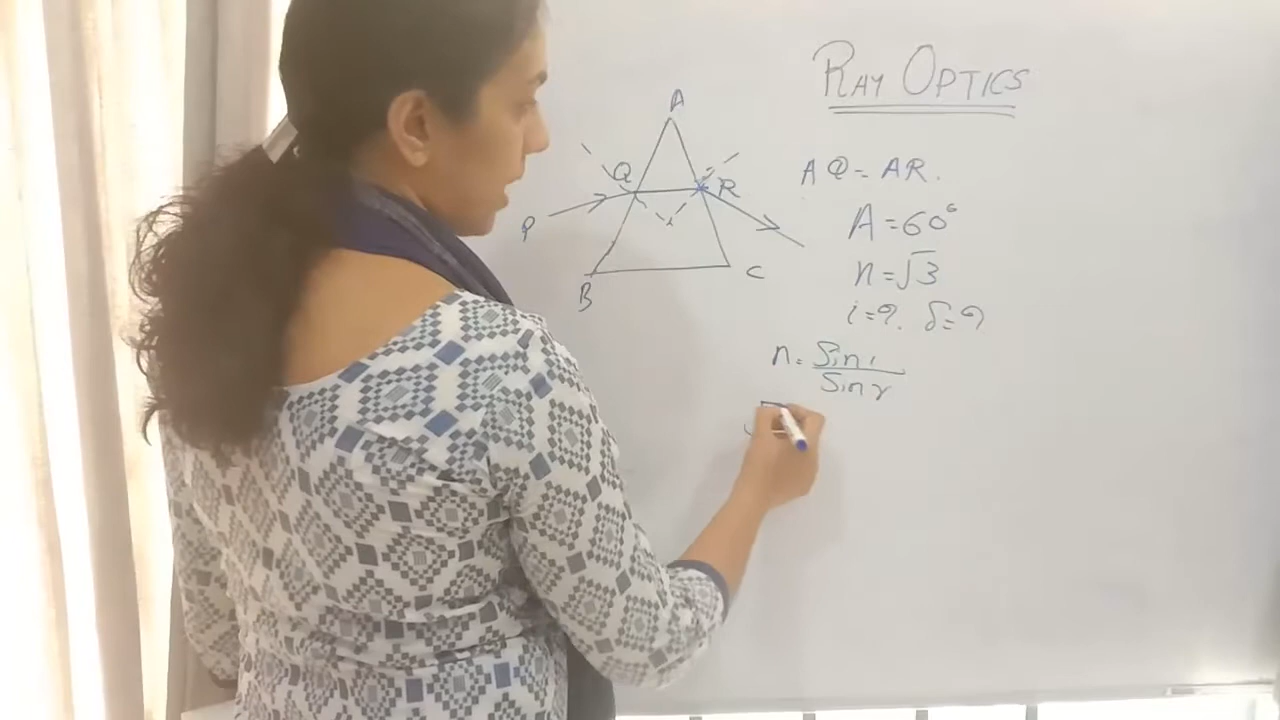 RAY OPTICS
A
Q
R
P
B
C
AQ = AR.
A = 60°
n = √3
i = ?. δ = ?
n = Sin i
Sin r